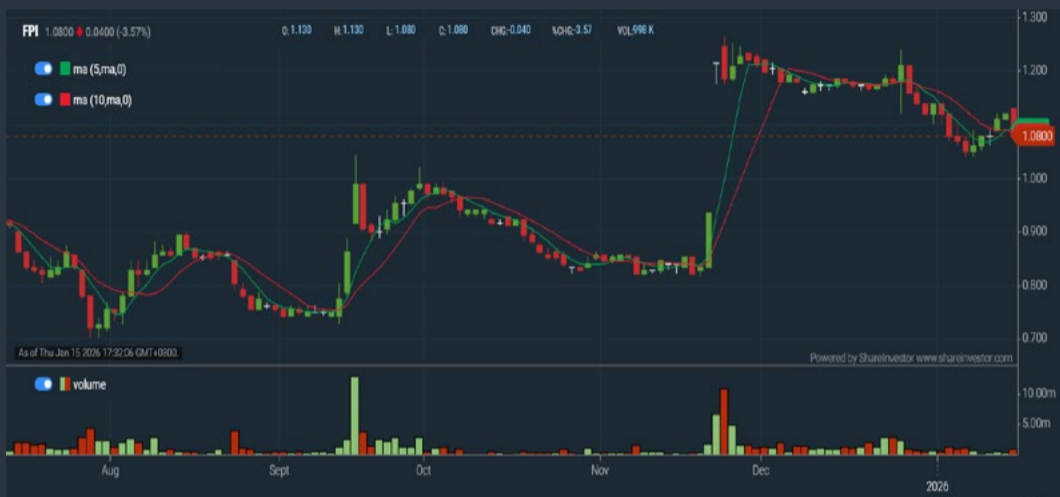 FPI 1.0800 0.0400 (-3.57%) O: 1.130 H: 1.130 L: 1.080 C: 1.080 CHG:-0.040 %CHG:-3.57 VOL:998 K
ma (5,ma,0)
ma (10,ma,0)
1.300
1.200
1.0800
1.000
0.900
0.800
0.700
As of Thu Jan 15 2026 17:32:06 GMT+0800.
Powered by ShareInvestor www.shareinvestor.com
volume
10.00m
5.00m
Aug Sept Oct Nov Dec
2026